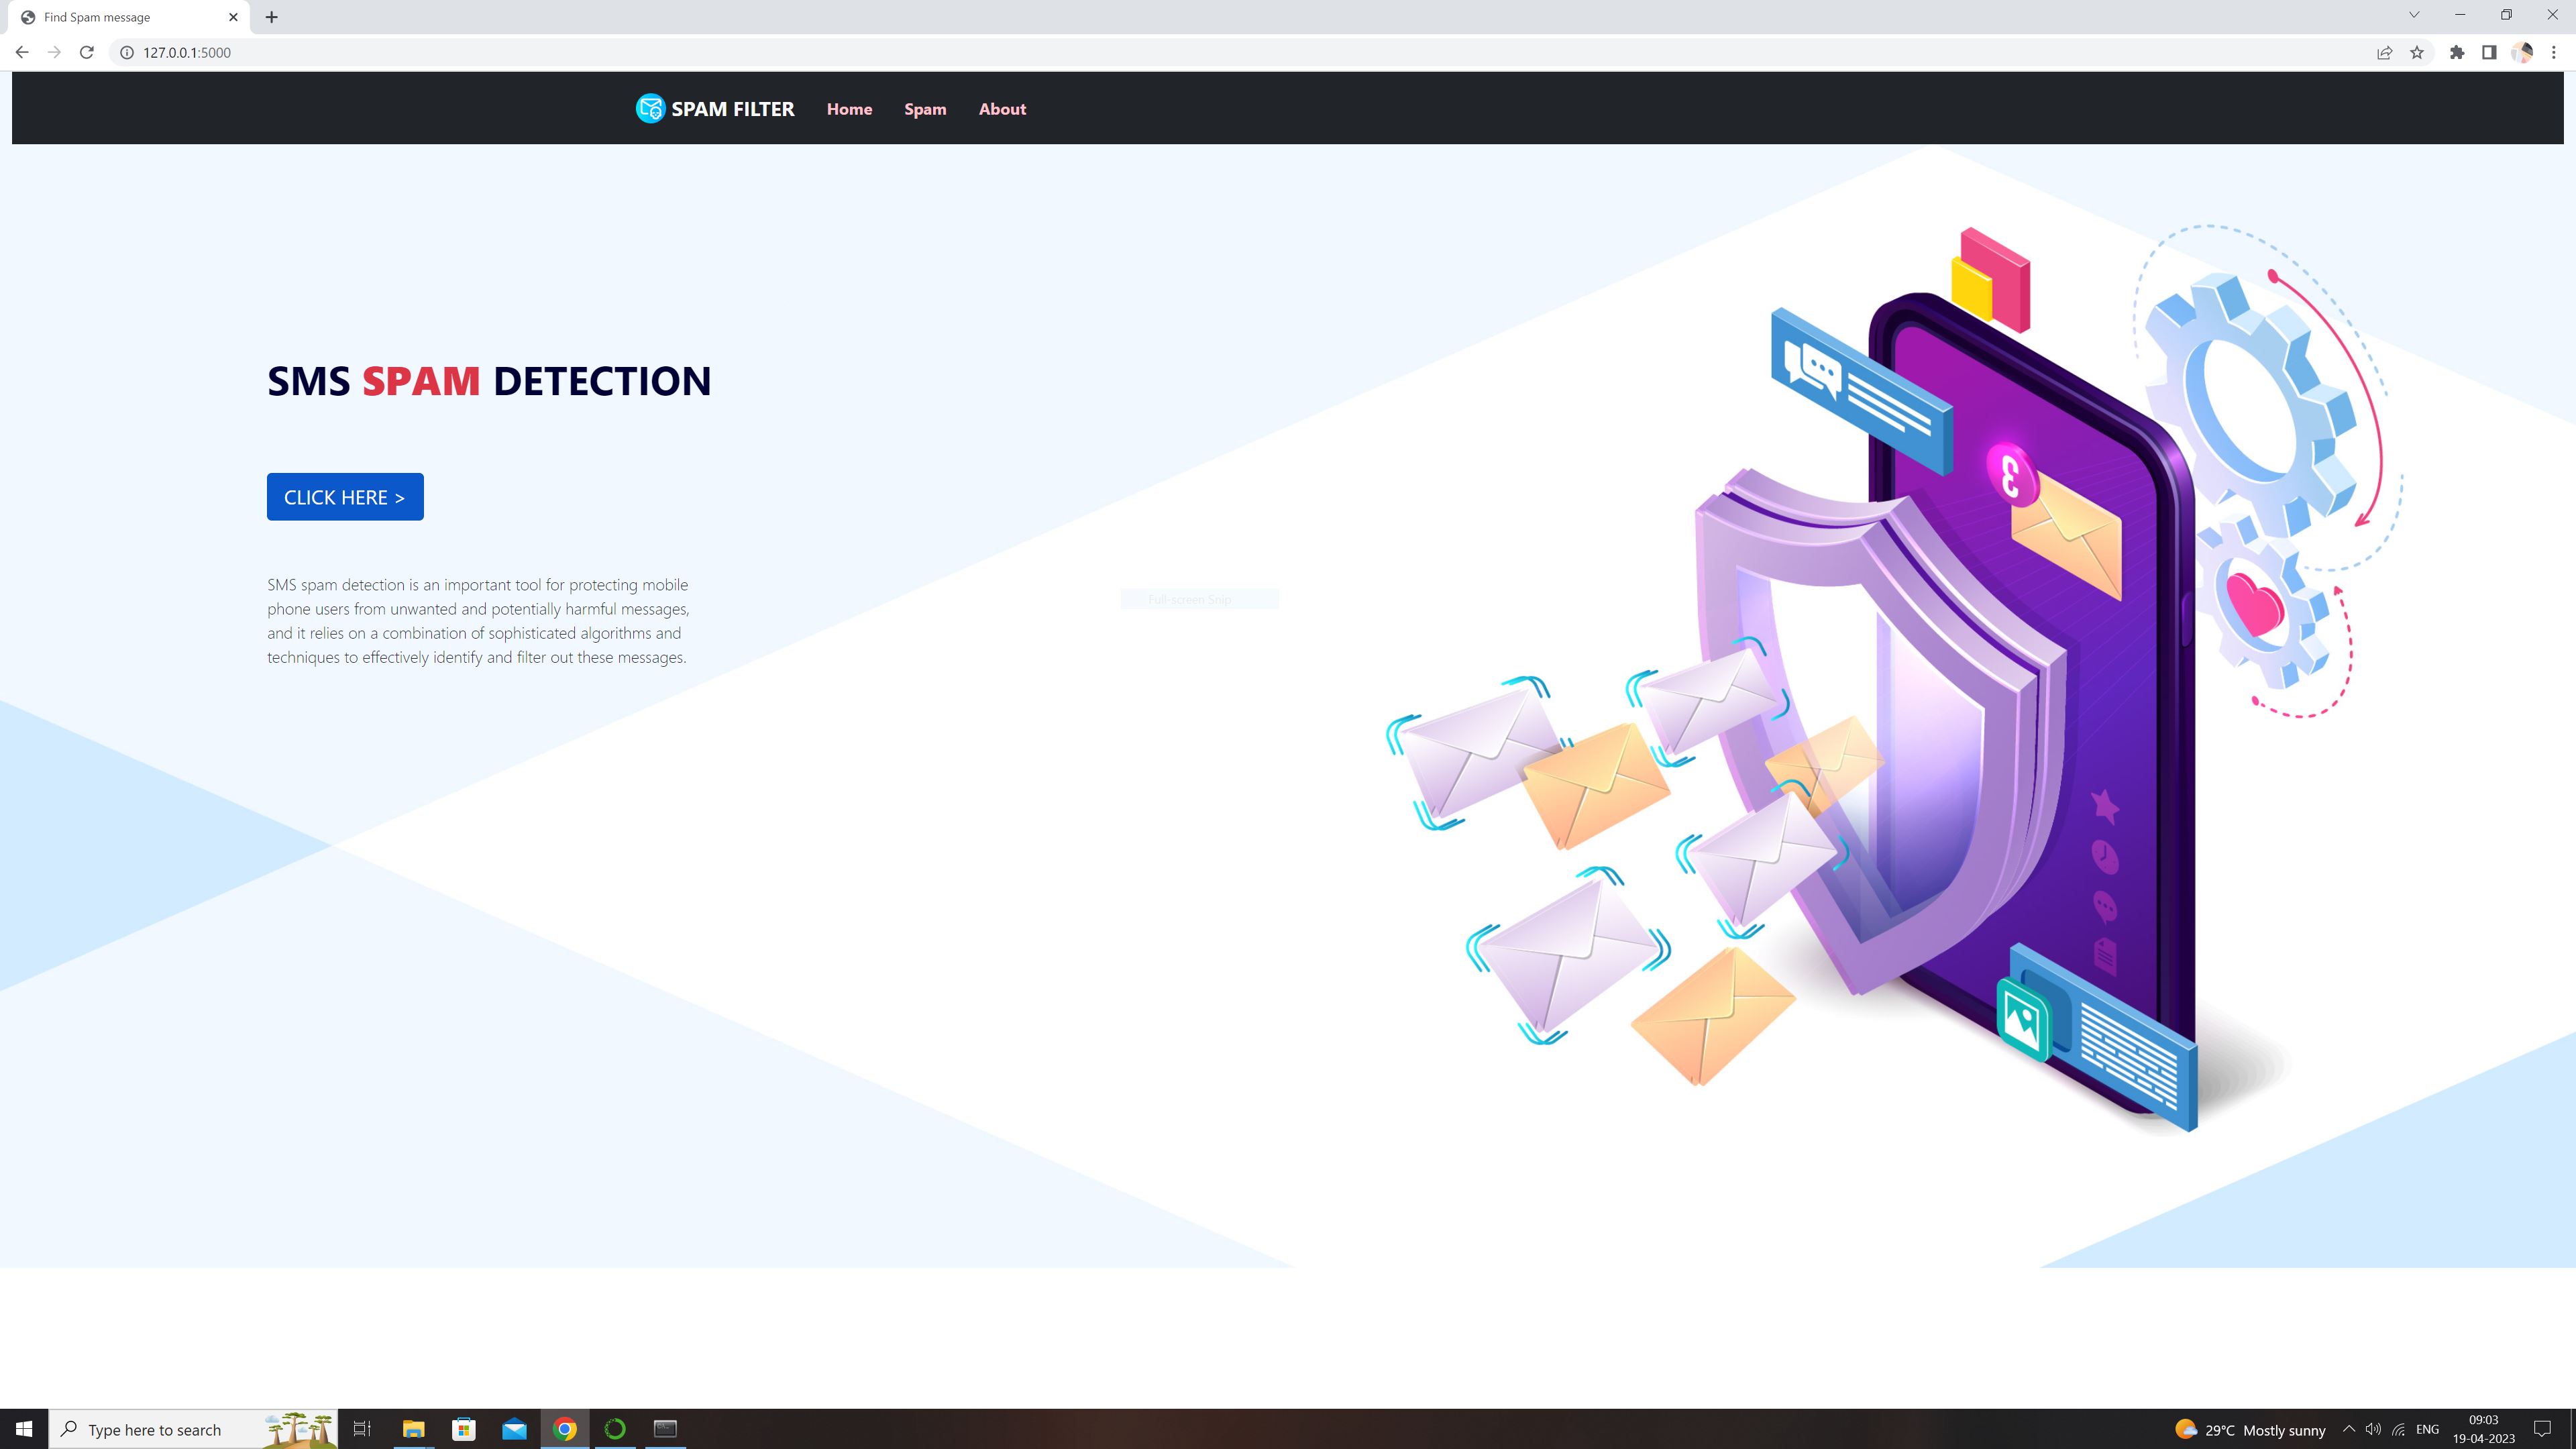 Find Spam message
127.0.0.1:5000
SPAM FILTER Home Spam About
SMS SPAM DETECTION
CLICK HERE >
SMS spam detection is an important tool for protecting mobile
phone users from unwanted and potentially harmful messages,
and it relies on a combination of sophisticated algorithms and
techniques to effectively identify and filter out these messages.
Full-screen Snip
3
Type here to search
29°C Mostly sunny
ENG
09:03
19-04-2023